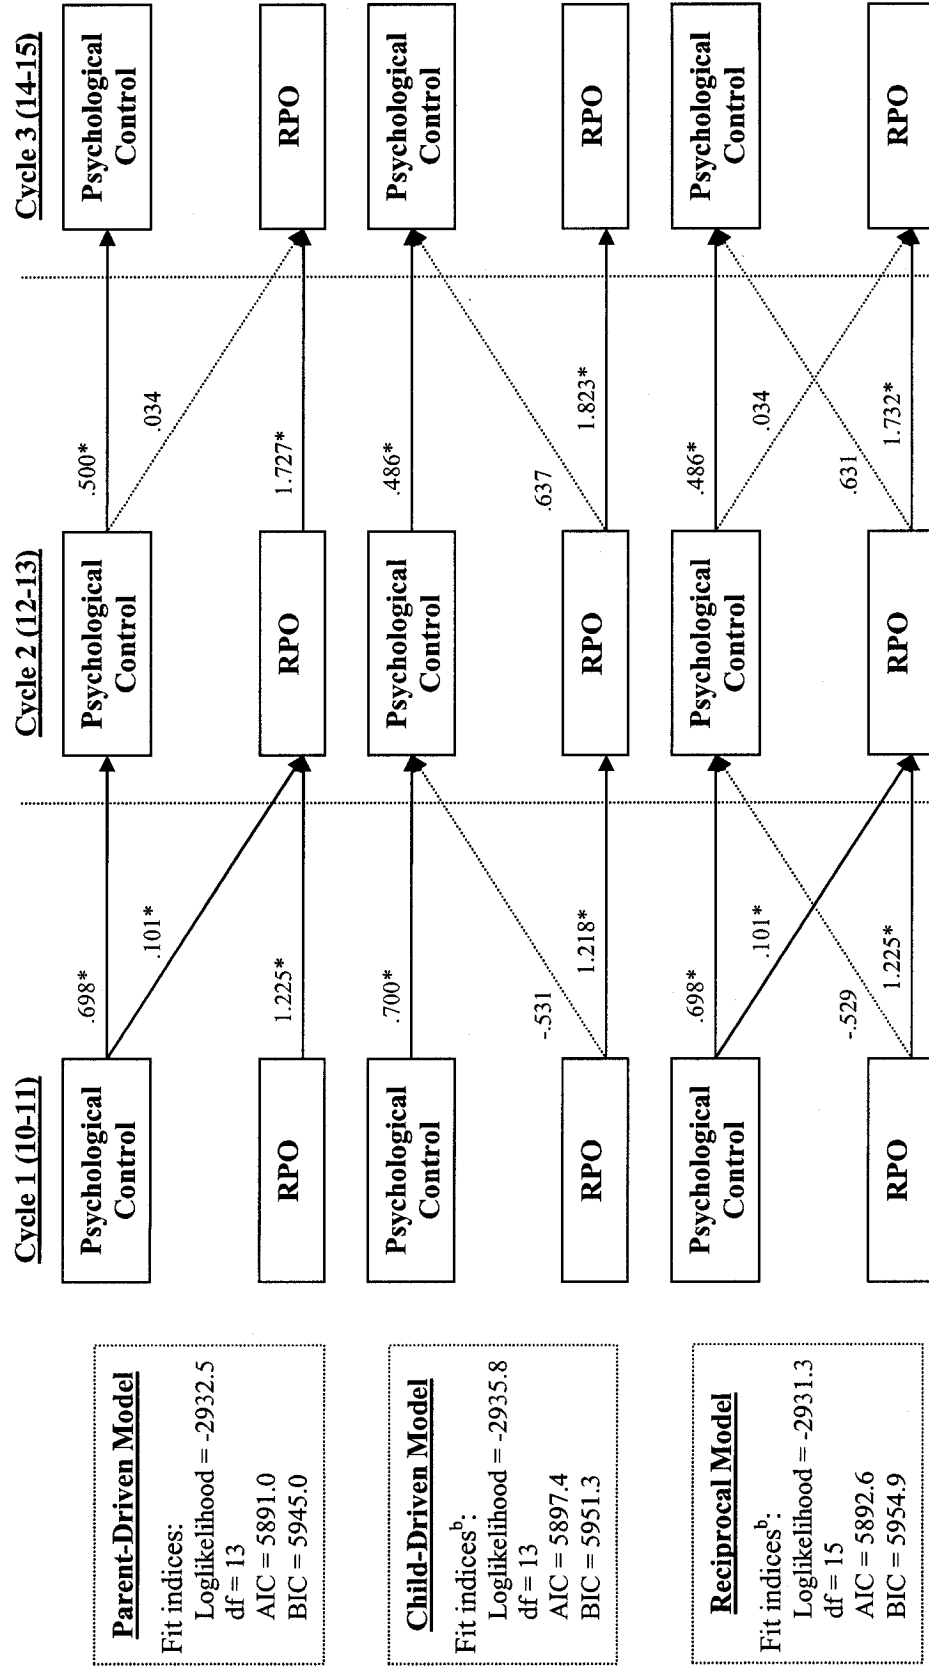 Cycle 1 (10-11)
Cycle 2 (12-13)
Cycle 3 (14-15)
Parent-Driven Model
Fit indices:
Loglikelihood = -2932.5
df = 13
AIC = 5891.0
BIC = 5945.0
Psychological
Control
.698*
Psychological
Control
.500*
Psychological
Control
.101*
.034
RPO
1.225*
RPO
1.727*
RPO
Child-Driven Model
Fit indicesᵇ:
Loglikelihood = -2935.8
df = 13
AIC = 5897.4
BIC = 5951.3
Psychological
Control
.700*
Psychological
Control
.486*
Psychological
Control
-.531
.637
RPO
1.218*
RPO
1.823*
RPO
Reciprocal Model
Fit indicesᵇ:
Loglikelihood = -2931.3
df = 15
AIC = 5892.6
BIC = 5954.9
Psychological
Control
.698*
Psychological
Control
.486*
Psychological
Control
.101*
.034
-.529
.631
RPO
1.225*
RPO
1.732*
RPO